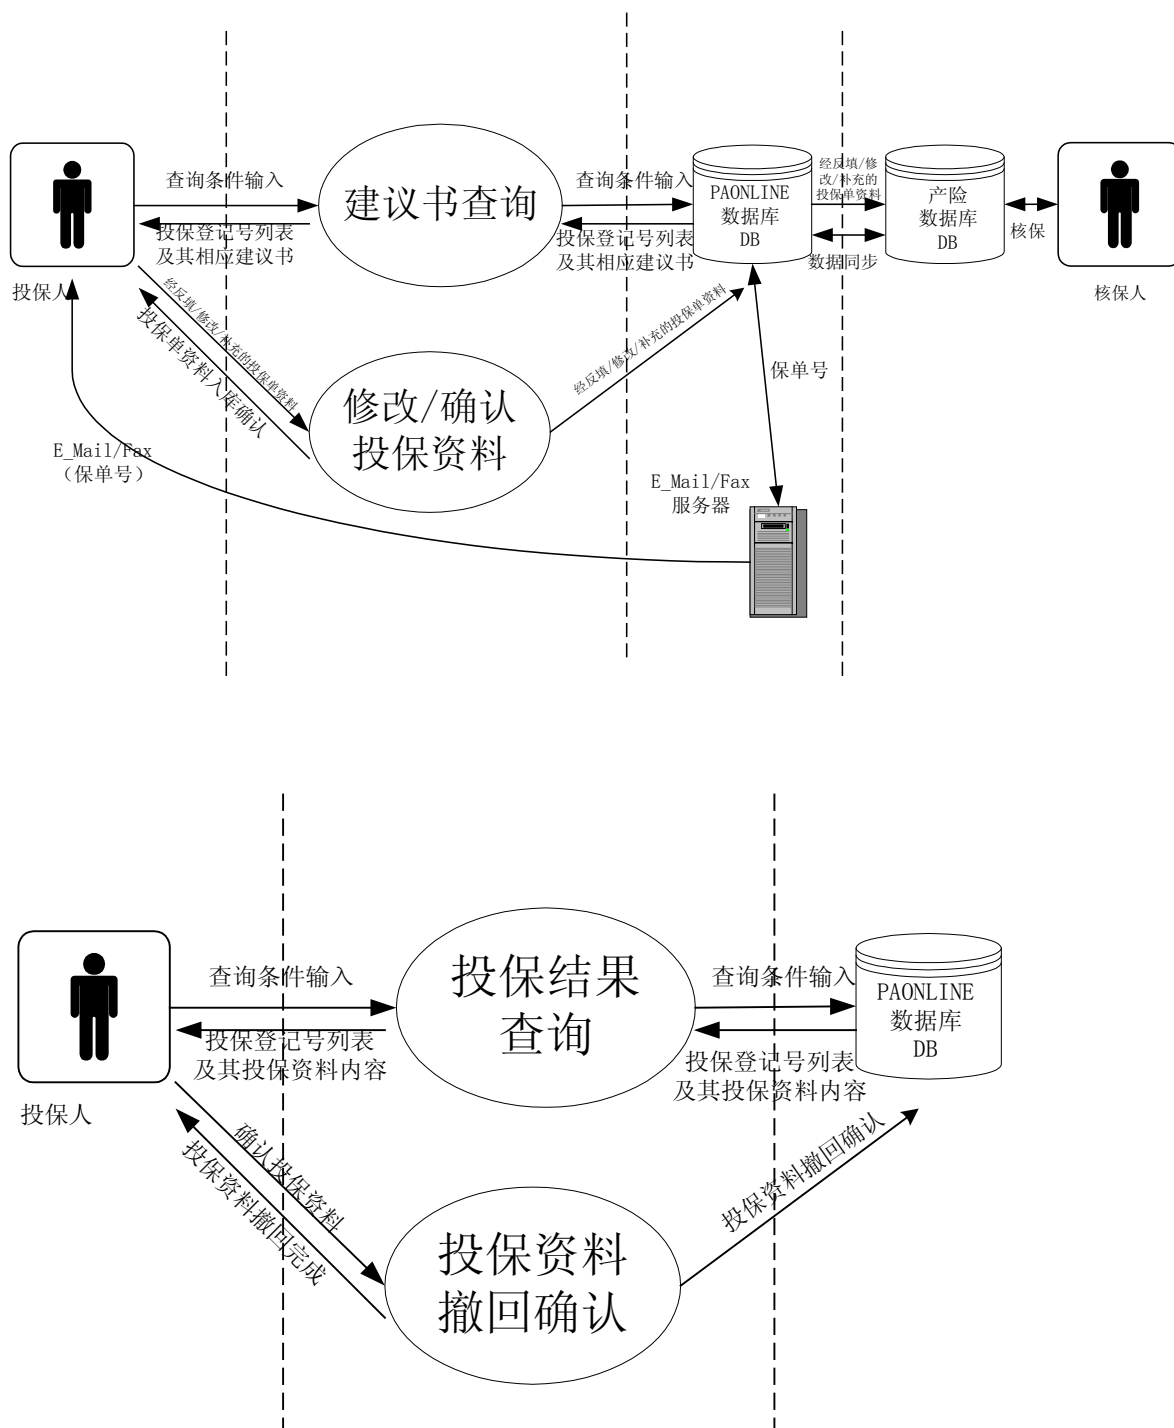 查询条件输入
建议书查询
查询条件输入
PAONLINE
数据库
DB
经反填/修
改/补充的
投保单资料
产险
数据库
DB
核保
投保登记号列表
及其相应建议书
投保登记号列表
及其相应建议书
数据同步
投保人
核保人
经反填/修改/补充的投保单资料
投保单资料入库确认
经反填/修改/补充的投保单资料
保单号
修改/确认
投保资料
E_Mail/Fax
（保单号）
E_Mail/Fax
服务器
查询条件输入
投保结果
查询
查询条件输入
PAONLINE
数据库
DB
投保登记号列表
及其投保资料内容
投保登记号列表
及其投保资料内容
投保人
确认投保资料
投保资料撤回完成
投保资料撤回确认
投保资料
撤回确认